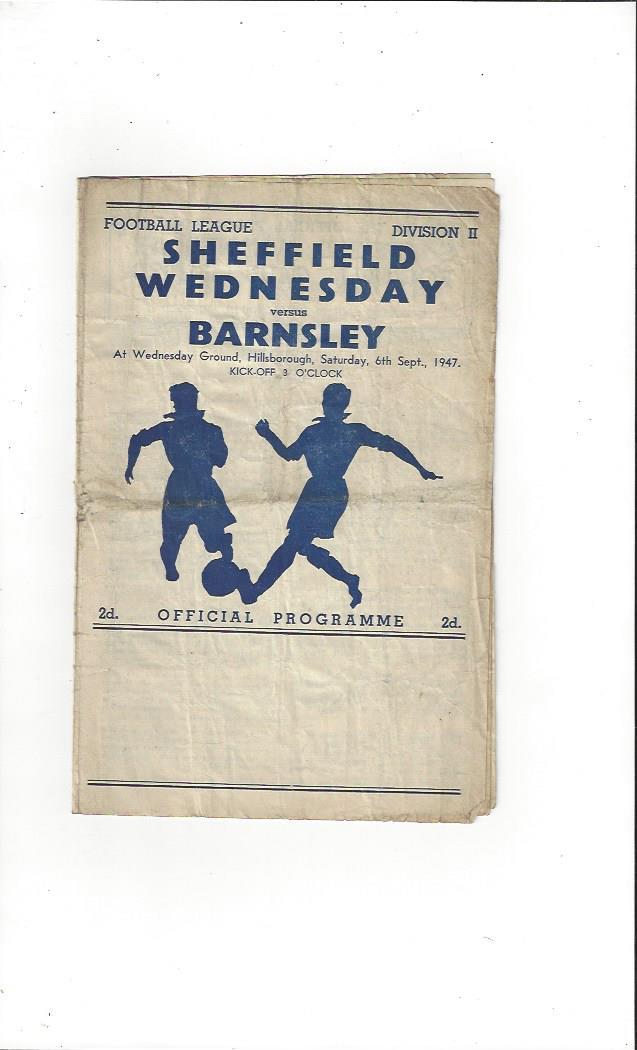 FOOTBALL LEAGUE DIVISION II
SHEFFIELD
WEDNESDAY
versus
BARNSLEY
At Wednesday Ground, Hillsborough, Saturday, 6th Sept., 1947.
KICK-OFF 3 O'CLOCK
2d. OFFICIAL PROGRAMME 2d.